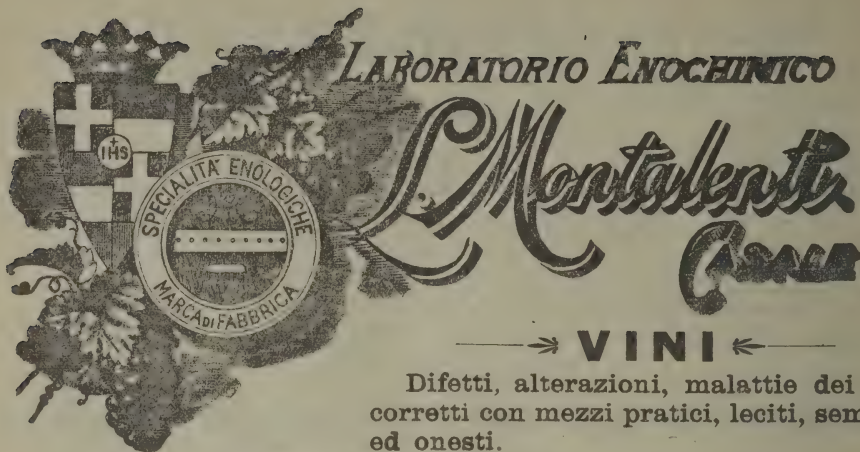 LABORATORIO ENOCHIMICO
L. Montalenti
CASALE
IHS
SPECIALITÀ ENOLOGICHE
MARCA DI FABBRICA
VINI
Difetti, alterazioni, malattie dei
corretti con mezzi pratici, leciti, sem
ed onesti.